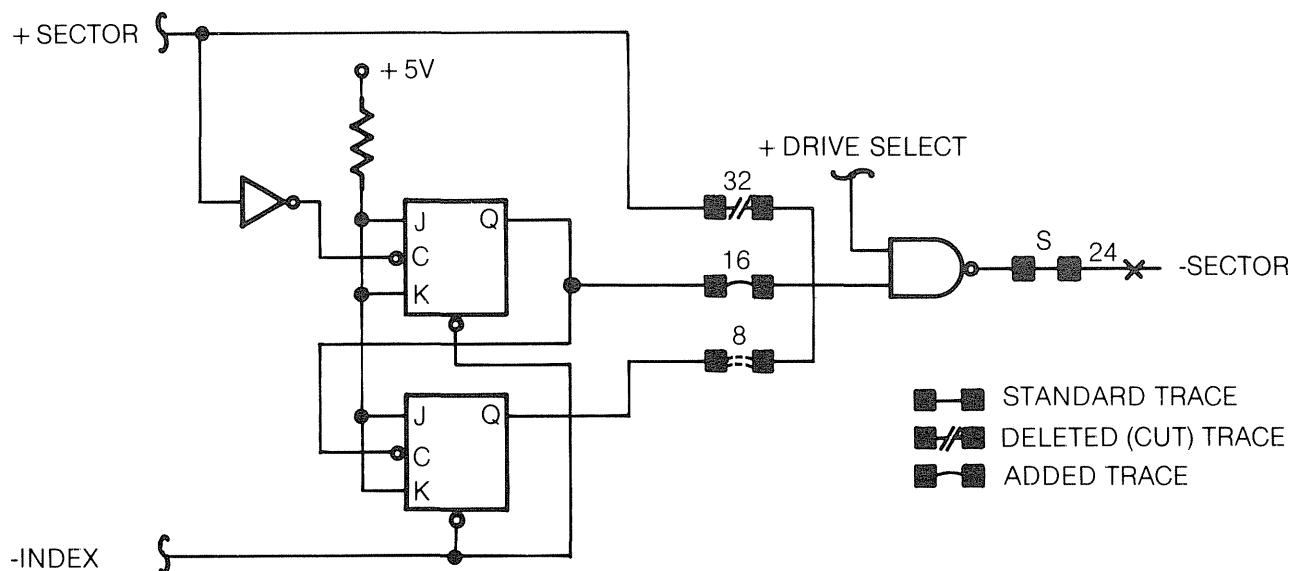 + SECTOR
+ 5V
+ DRIVE SELECT
32
J Q
C
K
16
S
24
-SECTOR
8
J Q
C
K
STANDARD TRACE
DELETED (CUT) TRACE
ADDED TRACE
-INDEX